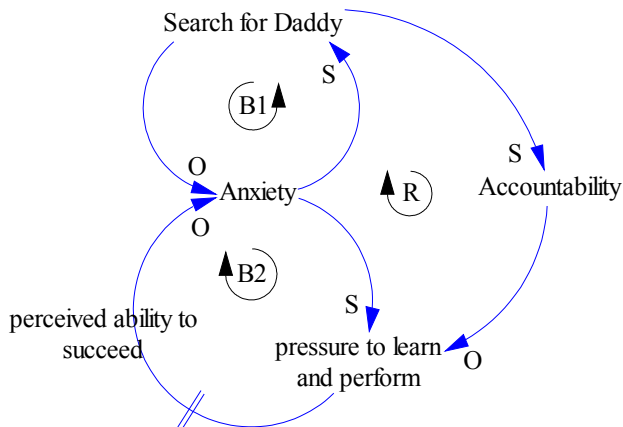 Search for Daddy
S
B1
S
O
Anxiety
R
Accountability
O
B2
perceived ability to
succeed
S
pressure to learn
and perform
O